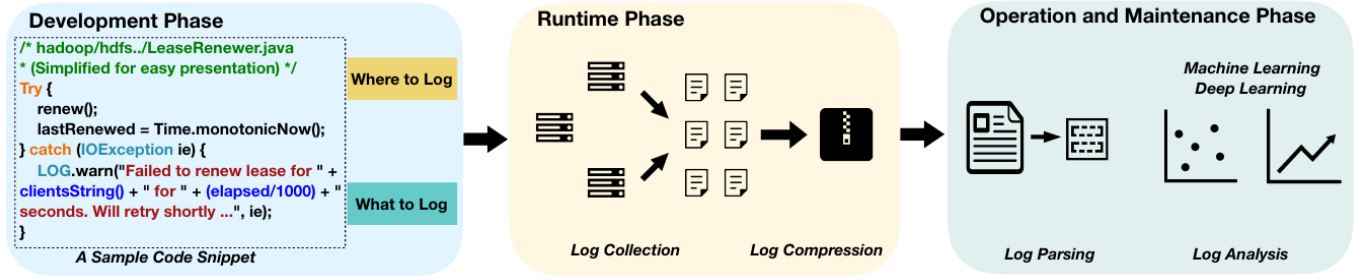 Development Phase
/* hadoop/hdfs../LeaseRenewer.java
* (Simplified for easy presentation) */
Try {
renew();
lastRenewed = Time.monotonicNow();
} catch (IOException ie) {
LOG.warn("Failed to renew lease for " +
clientsString() + " for " + (elapsed/1000) + "
seconds. Will retry shortly ...", ie);
}
A Sample Code Snippet
Where to Log
What to Log
Runtime Phase
Log Collection
Log Compression
Operation and Maintenance Phase
Machine Learning
Deep Learning
Log Parsing
Log Analysis